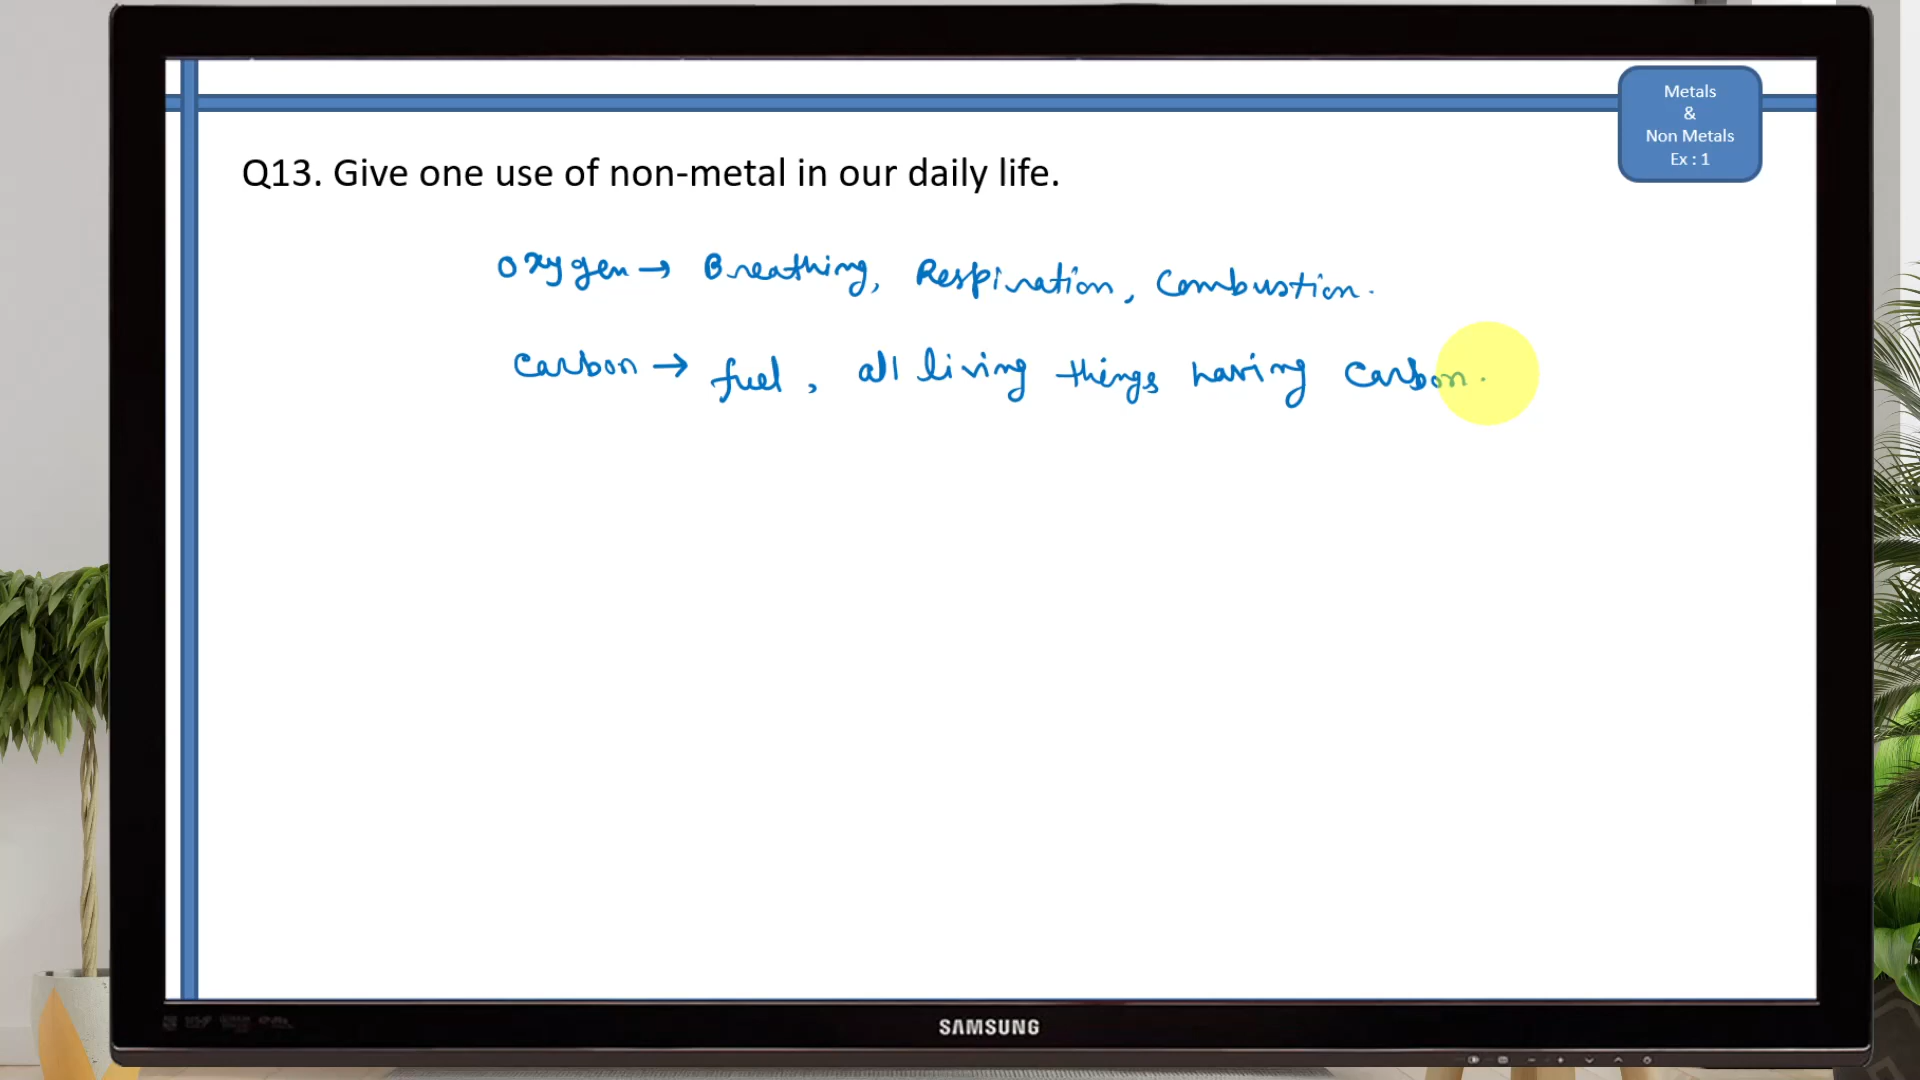 Metals
&
Non Metals
Ex : 1
Q13. Give one use of non-metal in our daily life.
Oxygen → Breathing, Respiration, Combustion.
Carbon → fuel, all living things having carbon.
SAMSUNG